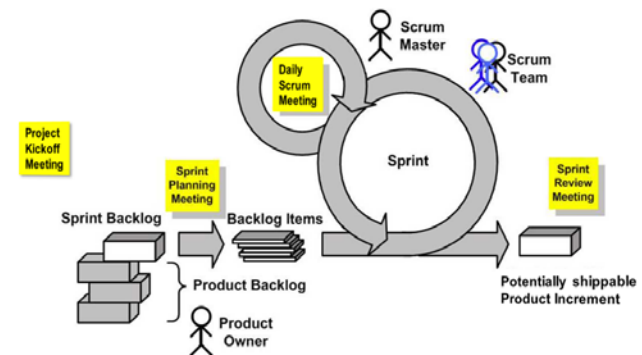 Scrum
Master
Scrum
Team
Daily
Scrum
Meeting
Project
Kickoff
Meeting
Sprint
Planning
Meeting
Sprint
Sprint
Review
Meeting
Sprint Backlog
Backlog Items
Product Backlog
Potentially shippable
Product Increment
Product
Owner